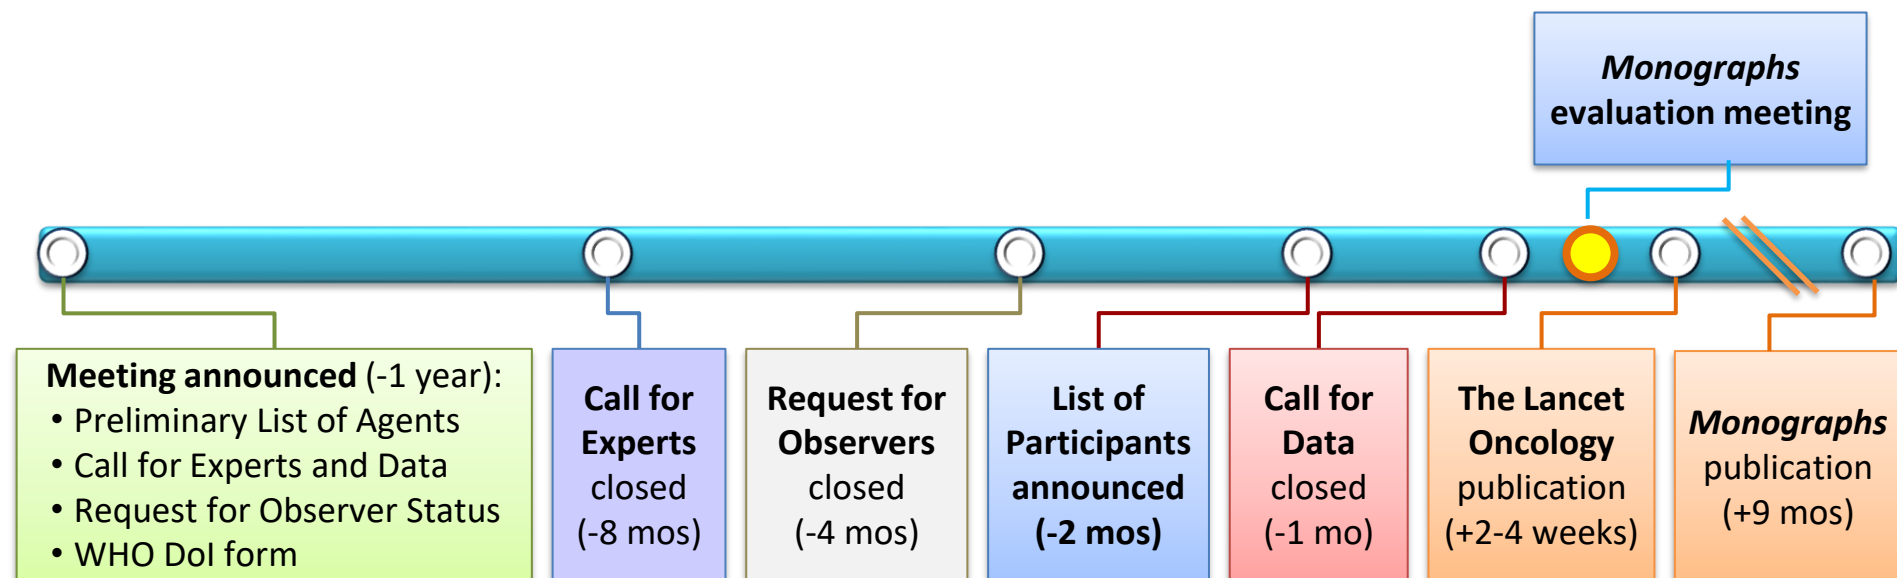 Monographs
evaluation meeting
Meeting announced (-1 year):
• Preliminary List of Agents
• Call for Experts and Data
• Request for Observer Status
• WHO DoI form
Call for
Experts
closed
(-8 mos)
Request for
Observers
closed
(-4 mos)
List of
Participants
announced
(-2 mos)
Call for
Data
closed
(-1 mo)
The Lancet
Oncology
publication
(+2-4 weeks)
Monographs
publication
(+9 mos)